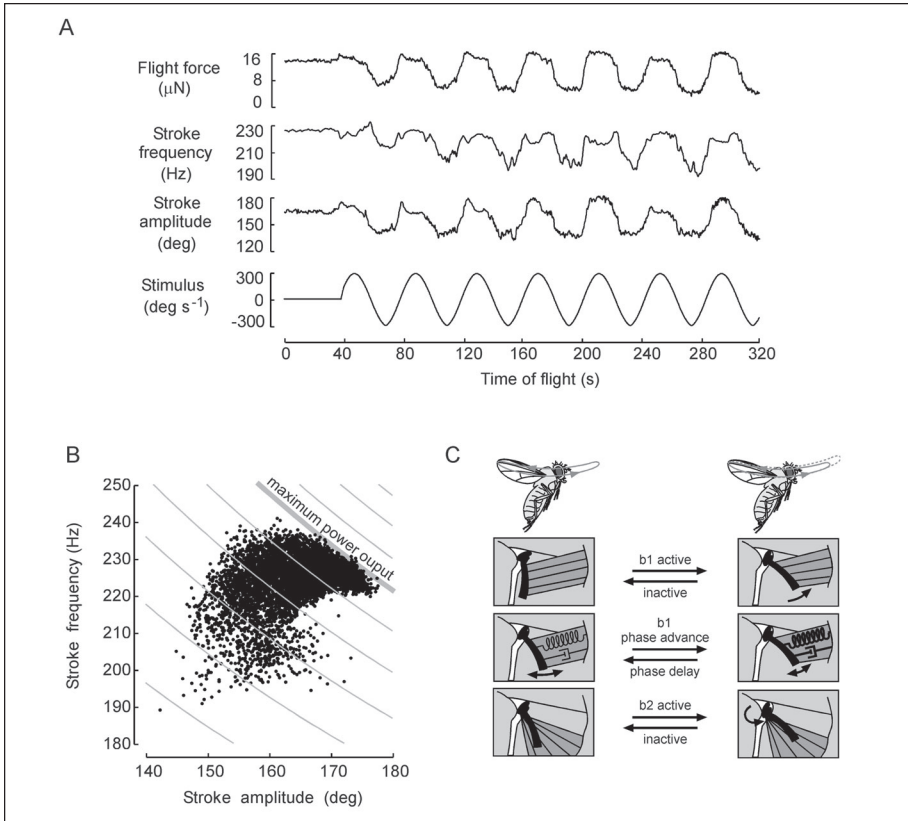 A
Flight force
(μN)
16
8
0
Stroke
frequency
(Hz)
230
210
190
Stroke
amplitude
(deg)
180
150
120
Stimulus
(deg s⁻¹)
300
0
-300
0 40 80 120 160 200 240 280 320
Time of flight (s)
B
Stroke frequency (Hz)
250
240
230
220
210
200
190
180
maximum power ouput
140 150 160 170 180
Stroke amplitude (deg)
C
b1 active
inactive
b1
phase advance
phase delay
b2 active
inactive